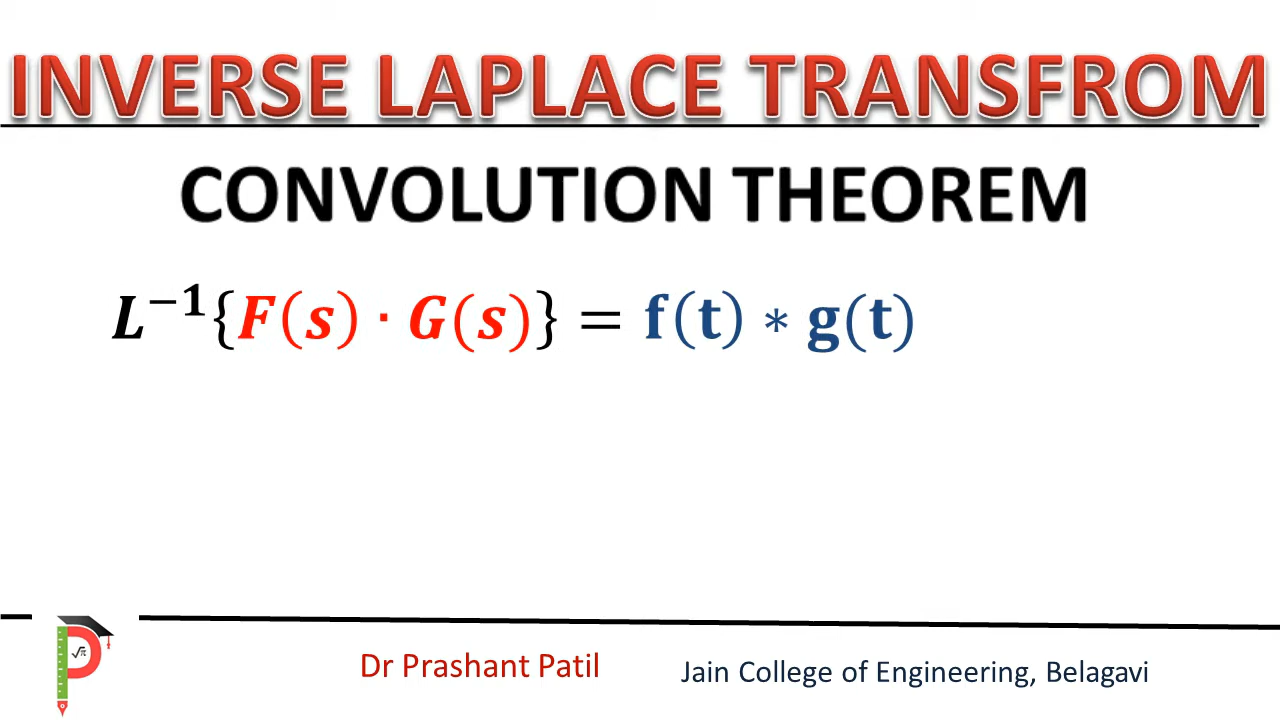 INVERSE LAPLACE TRANSFROM
CONVOLUTION THEOREM
L⁻¹{F(s) · G(s)} = f(t) ∗ g(t)
√π
Dr Prashant Patil
Jain College of Engineering, Belagavi